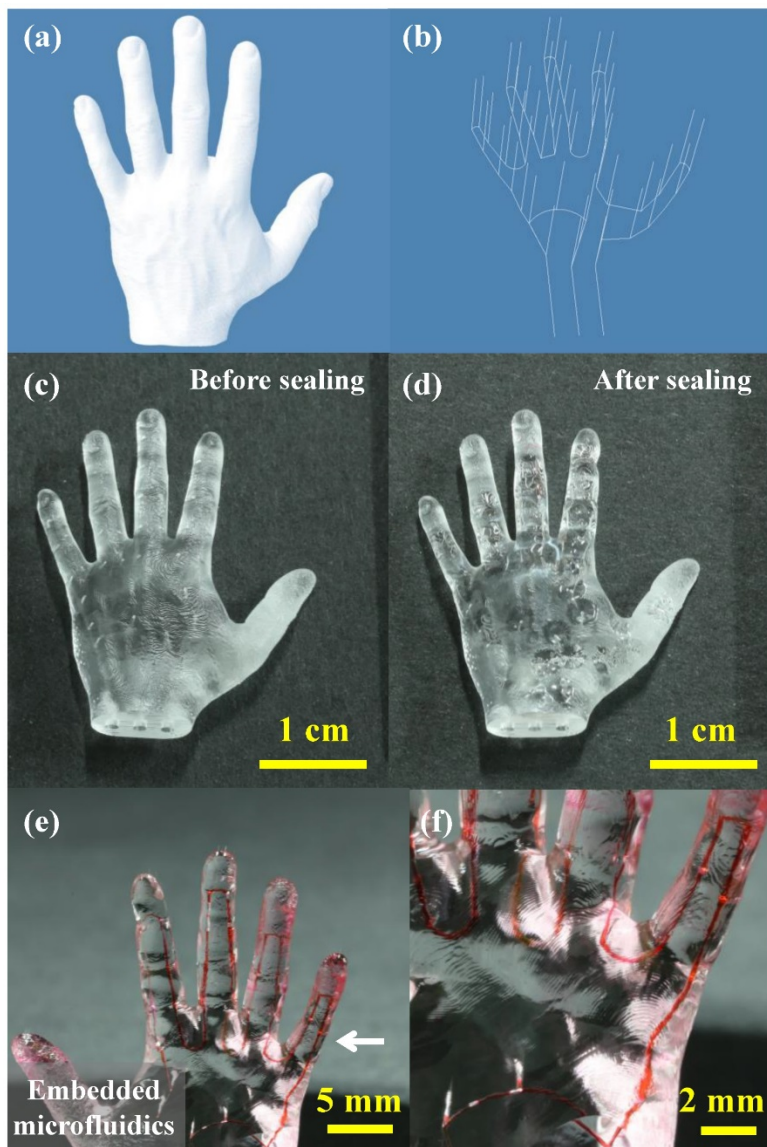 (a)
(b)
(c)
Before sealing
(d)
After sealing
1 cm
1 cm
(e)
(f)
Embedded
microfluidics
5 mm
2 mm